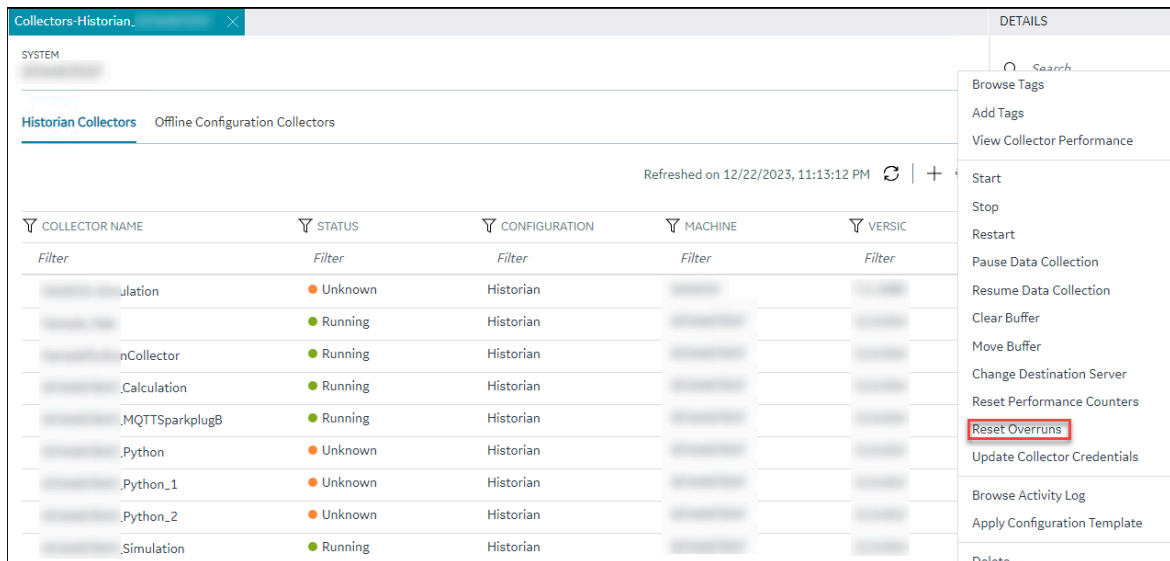 Collectors-Historian_
DETAILS
SYSTEM
Search
Historian Collectors Offline Configuration Collectors
Refreshed on 12/22/2023, 11:13:12 PM
COLLECTOR NAME STATUS CONFIGURATION MACHINE VERSIC
Filter Filter Filter Filter Filter
ulation Unknown Historian
Running Historian
nCollector Running Historian
_Calculation Running Historian
_MQTTSparkplugB Running Historian
_Python Unknown Historian
_Python_1 Unknown Historian
_Python_2 Unknown Historian
_Simulation Running Historian
Browse Tags
Add Tags
View Collector Performance
Start
Stop
Restart
Pause Data Collection
Resume Data Collection
Clear Buffer
Move Buffer
Change Destination Server
Reset Performance Counters
Reset Overruns
Update Collector Credentials
Browse Activity Log
Apply Configuration Template
Delete